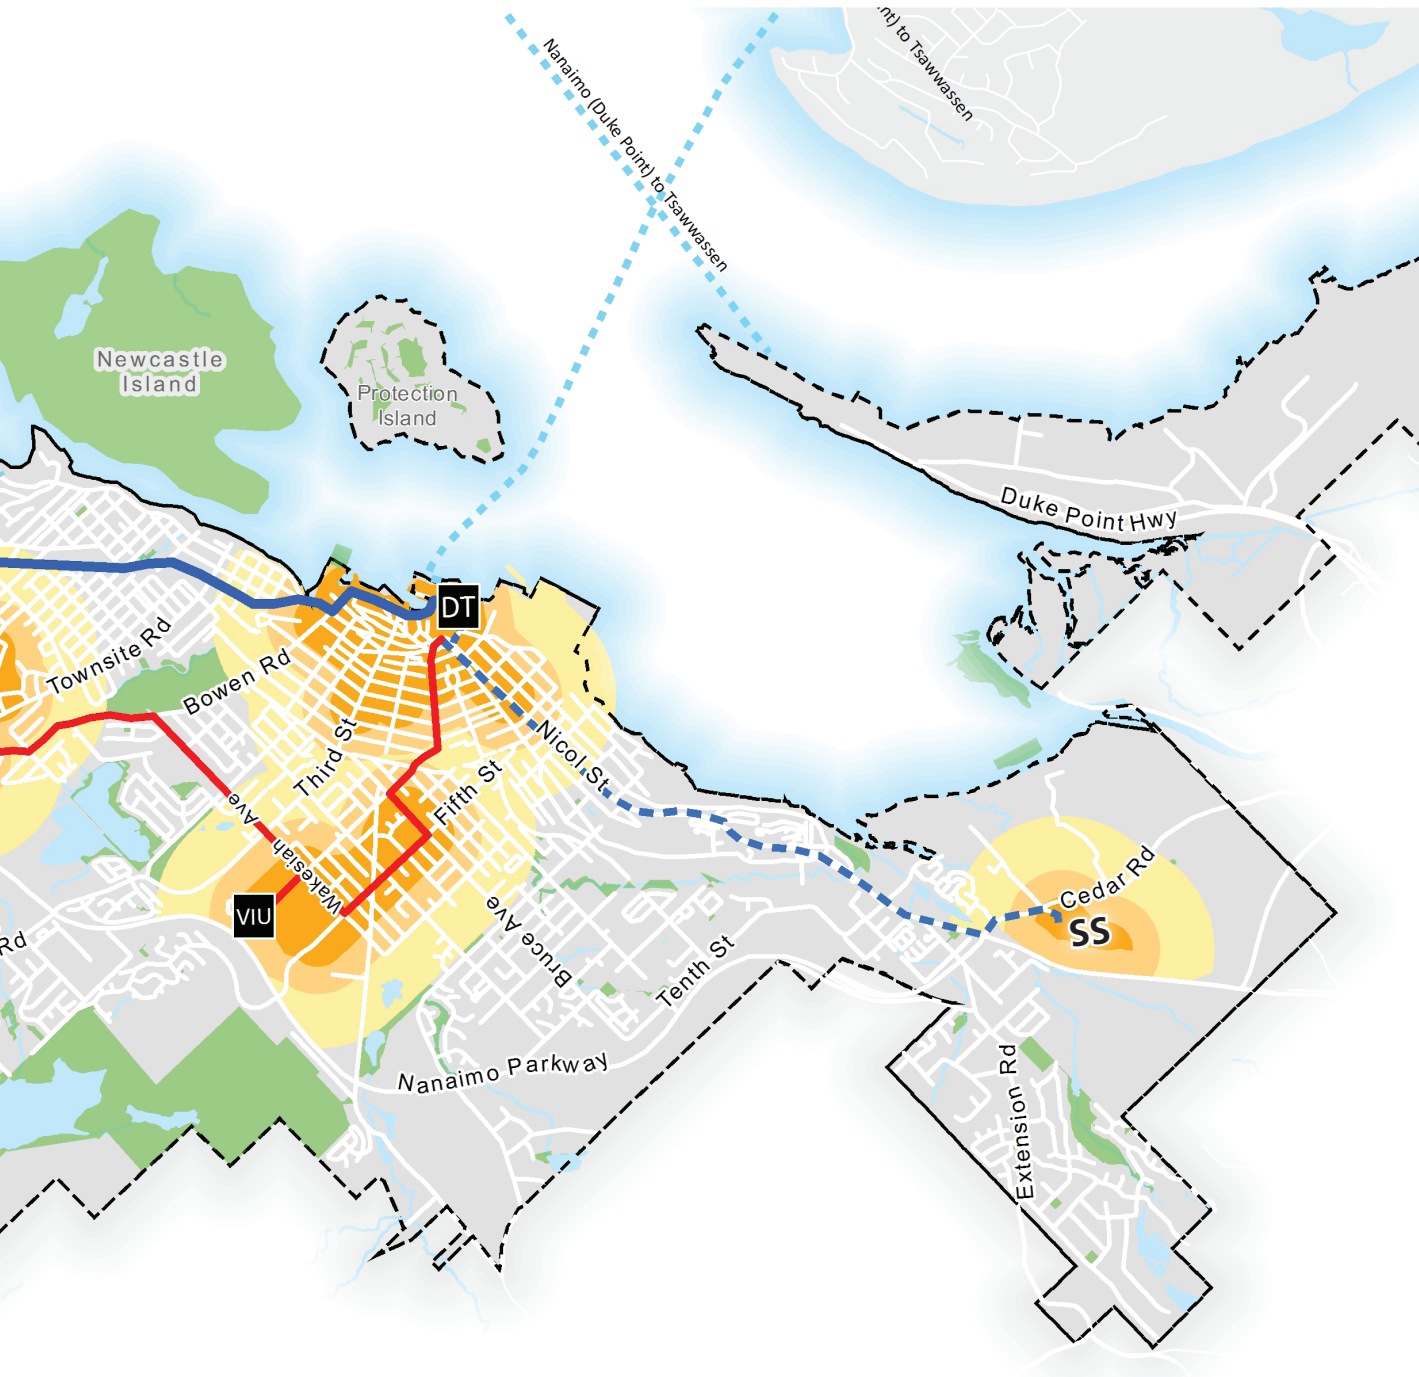 nt) to Tsawwassen
Nanaimo (Duke Point) to Tsawwassen
Newcastle
Island
Protection
Island
Duke Point Hwy
DT
Townsite Rd
Bowen Rd
Third St
Nicol St
Fifth St
Wakesiah Ave
VIU
Cedar Rd
SS
Bruce Ave
Tenth St
Rd
Nanaimo Parkway
Extension Rd